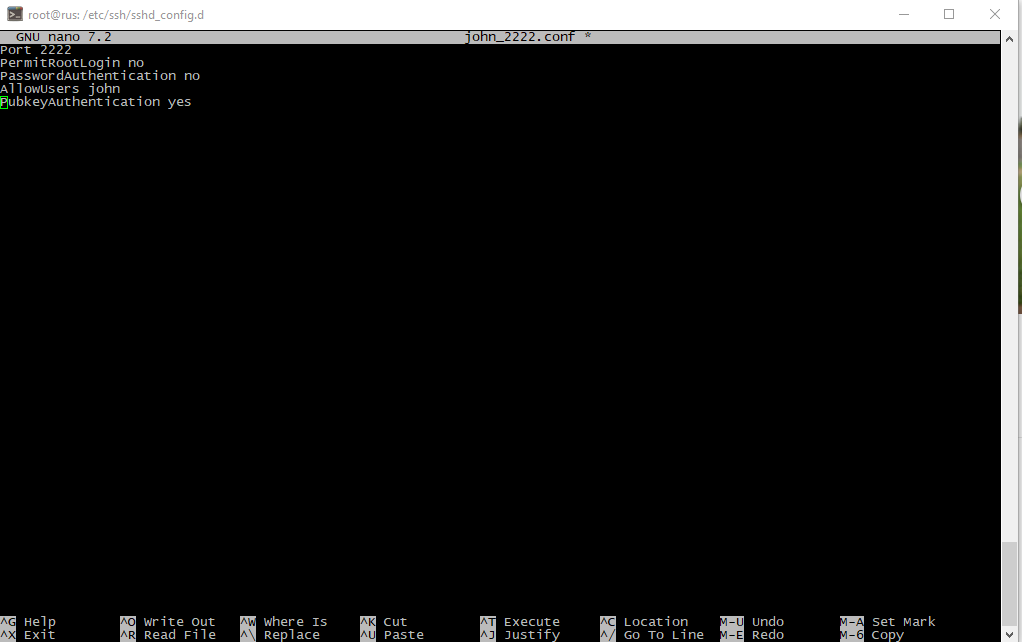 root@rus: /etc/ssh/sshd_config.d
GNU nano 7.2 john_2222.conf *
Port 2222
PermitRootLogin no
PasswordAuthentication no
AllowUsers john
PubkeyAuthentication yes
^G Help ^O Write Out ^W Where Is ^K Cut ^T Execute ^C Location M-U Undo M-A Set Mark
^X Exit ^R Read File ^\ Replace ^U Paste ^J Justify ^/ Go To Line M-E Redo M-6 Copy